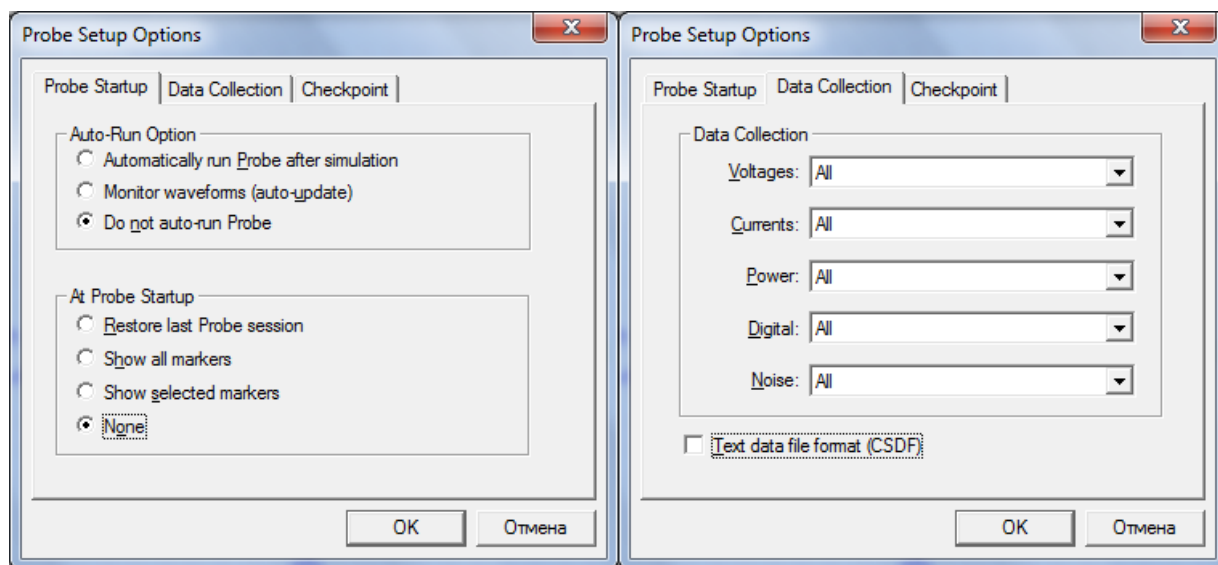 Probe Setup Options
Probe Startup Data Collection Checkpoint
Auto-Run Option
Automatically run Probe after simulation
Monitor waveforms (auto-update)
Do not auto-run Probe
At Probe Startup
Restore last Probe session
Show all markers
Show selected markers
None
OK Отмена
Probe Setup Options
Probe Startup Data Collection Checkpoint
Data Collection
Voltages: All
Currents: All
Power: All
Digital: All
Noise: All
Text data file format (CSDF)
OK Отмена